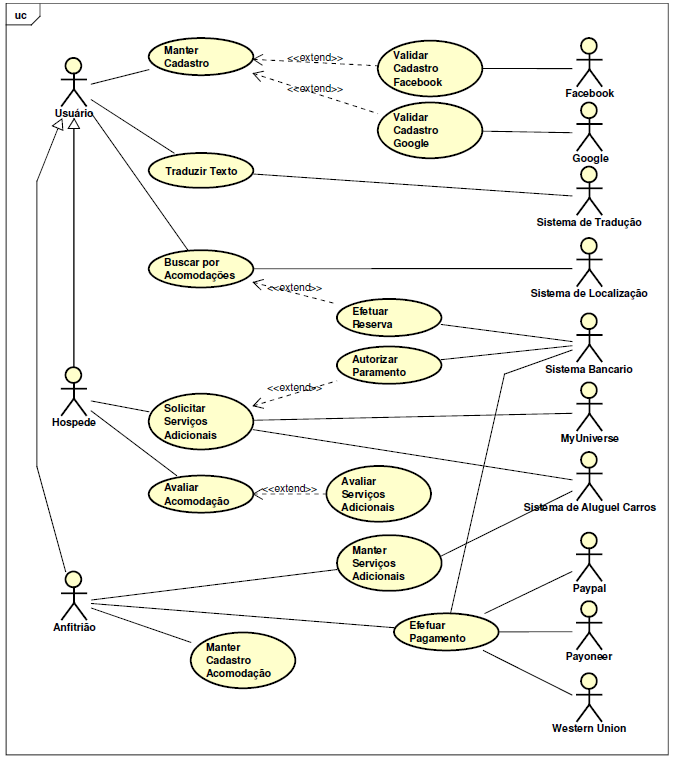 uc
Manter
Cadastro
<<extend>>
Validar
Cadastro
Facebook
Facebook
Usuário
<<extend>>
Validar
Cadastro
Google
Google
Traduzir Texto
Sistema de Tradução
Buscar por
Acomodações
Sistema de Localização
<<extend>>
Efetuar
Reserva
Sistema Bancario
Autorizar
Paramento
<<extend>>
Hospede
Solicitar
Serviços
Adicionais
MyUniverse
Avaliar
Acomodação
<<extend>>
Avaliar
Serviços
Adicionais
Sistema de Aluguel Carros
Manter
Serviços
Adicionais
Paypal
Anfitrião
Efefuar
Pagamento
Payoneer
Manter
Cadastro
Acomodação
Western Union